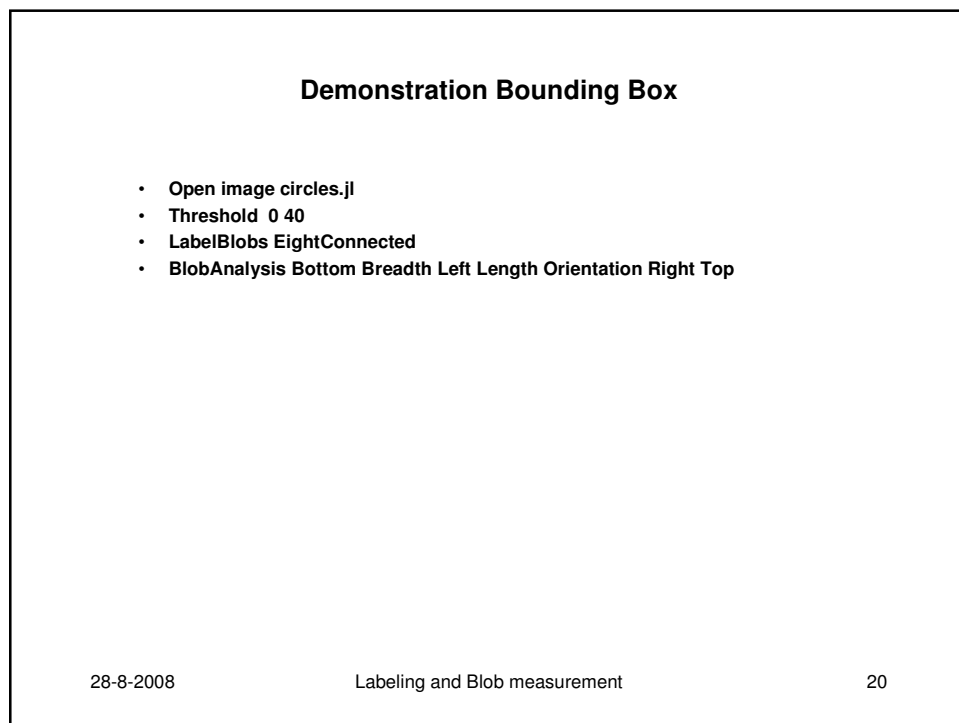 Demonstration Bounding Box
• Open image circles.jl
• Threshold 0 40
• LabelBlobs EightConnected
• BlobAnalysis Bottom Breadth Left Length Orientation Right Top
28-8-2008 Labeling and Blob measurement 20